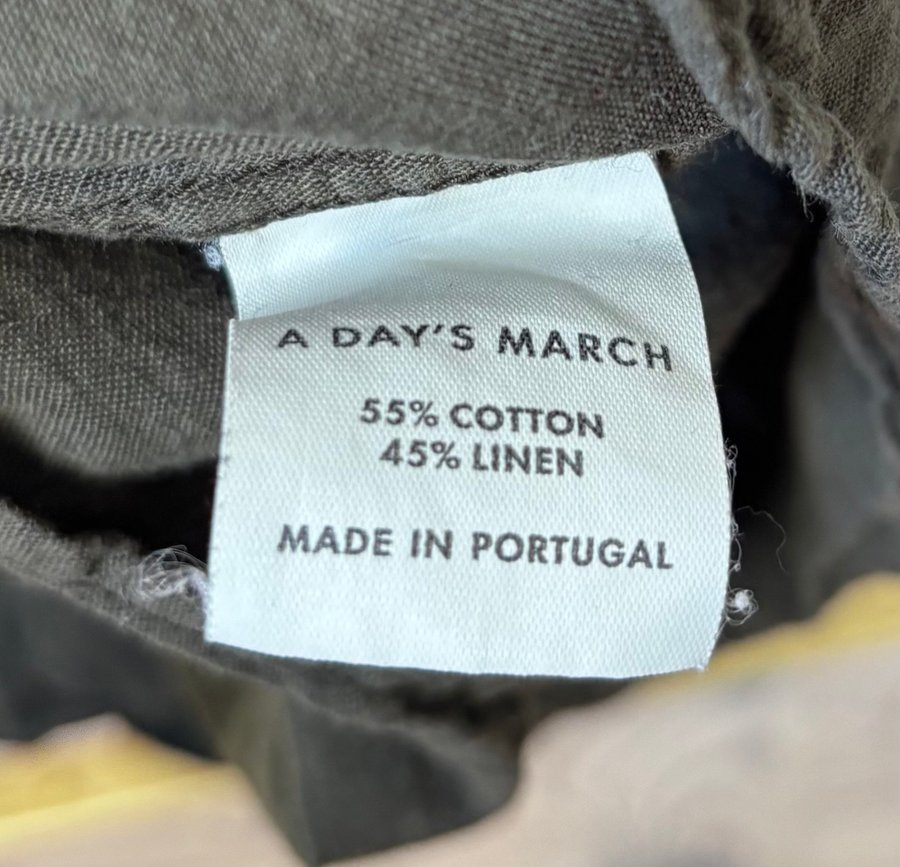 A DAY'S MARCH
55% COTTON
45% LINEN
MADE IN PORTUGAL